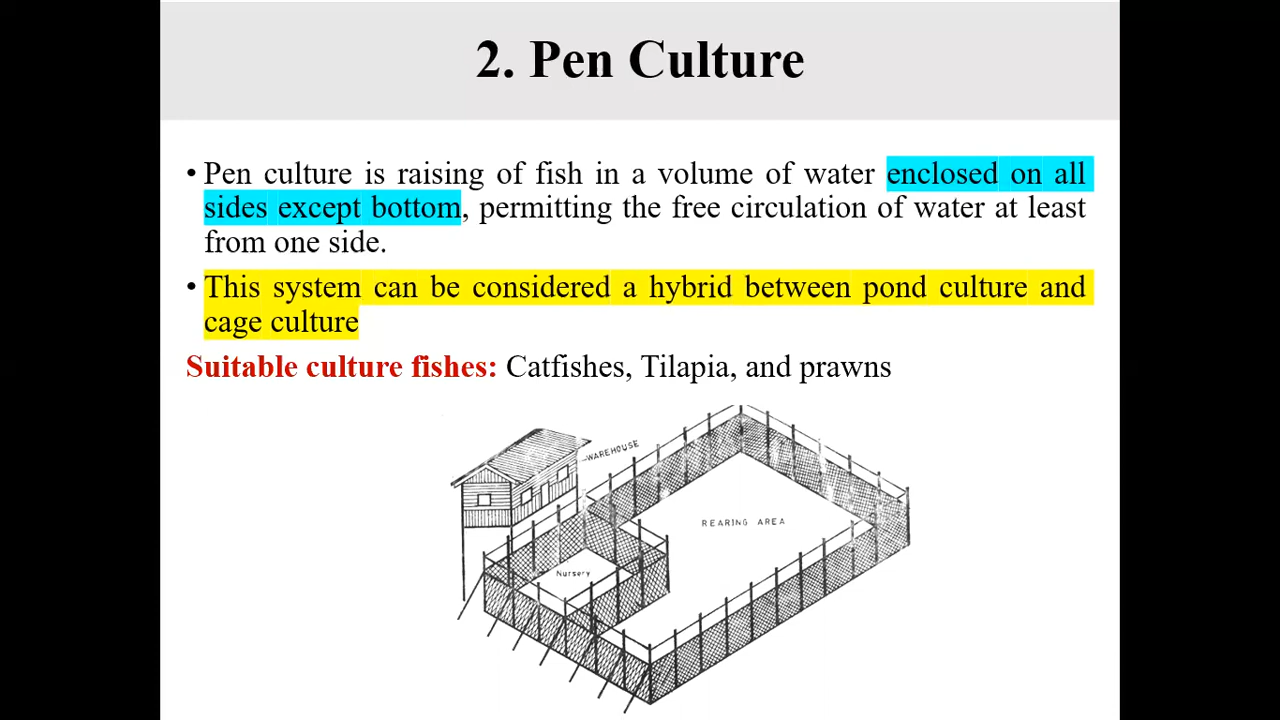 2. Pen Culture
• Pen culture is raising of fish in a volume of water enclosed on all
sides except bottom, permitting the free circulation of water at least
from one side.
• This system can be considered a hybrid between pond culture and
cage culture
Suitable culture fishes: Catfishes, Tilapia, and prawns
WAREHOUSE
REARING AREA
Nursery